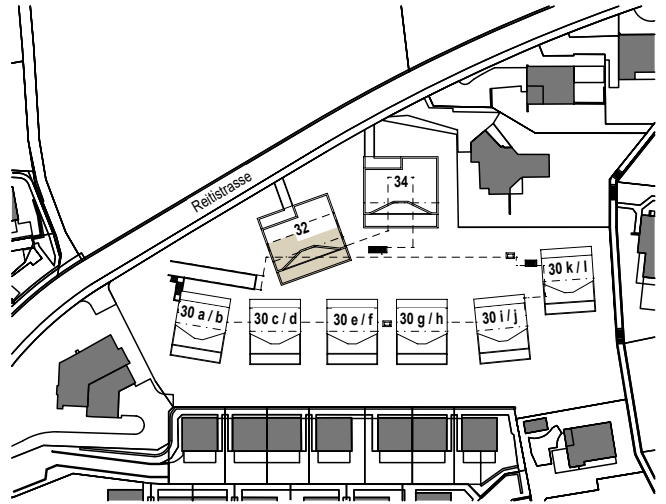 Reitistrasse
34
32
30 k / l
30 a / b
30 c / d
30 e / f
30 g / h
30 i / j